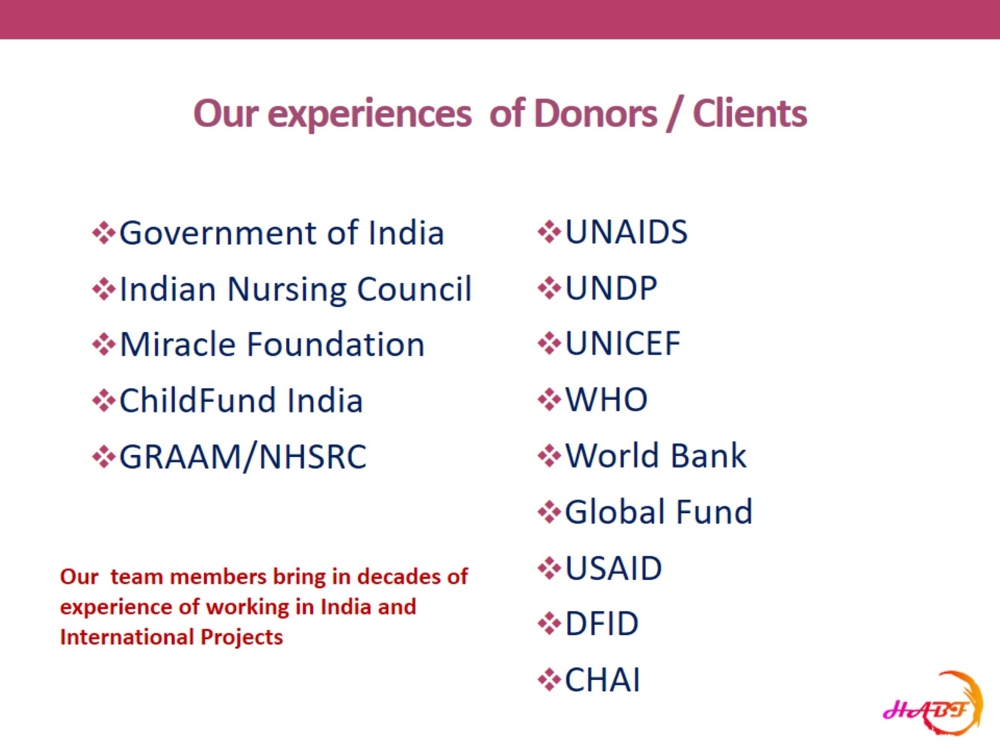 Our experiences of Donors / Clients
Government of India
Indian Nursing Council
Miracle Foundation
ChildFund India
GRAAM/NHSRC
Our team members bring in decades of
experience of working in India and
International Projects
UNAIDS
UNDP
UNICEF
WHO
World Bank
Global Fund
USAID
DFID
CHAI
HABF